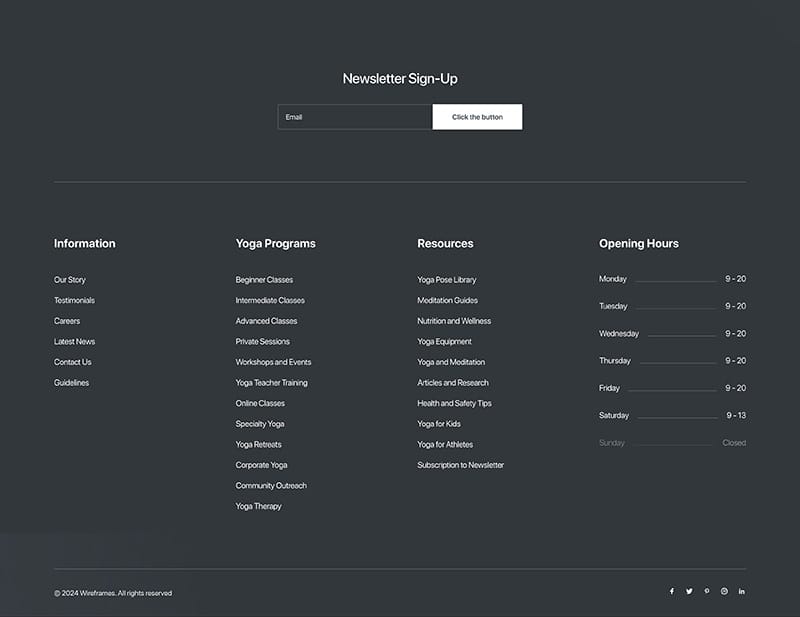 Newsletter Sign-Up
Email
Click the button
Information
Our Story
Testimonials
Careers
Latest News
Contact Us
Guidelines
Yoga Programs
Beginner Classes
Intermediate Classes
Advanced Classes
Private Sessions
Workshops and Events
Yoga Teacher Training
Online Classes
Specialty Yoga
Yoga Retreats
Corporate Yoga
Community Outreach
Yoga Therapy
Resources
Yoga Pose Library
Meditation Guides
Nutrition and Wellness
Yoga Equipment
Yoga and Meditation
Articles and Research
Health and Safety Tips
Yoga for Kids
Yoga for Athletes
Subscription to Newsletter
Opening Hours
Monday 9 - 20
Tuesday 9 - 20
Wednesday 9 - 20
Thursday 9 - 20
Friday 9 - 20
Saturday 9 - 13
Sunday Closed
© 2024 Wireframes. All rights reserved